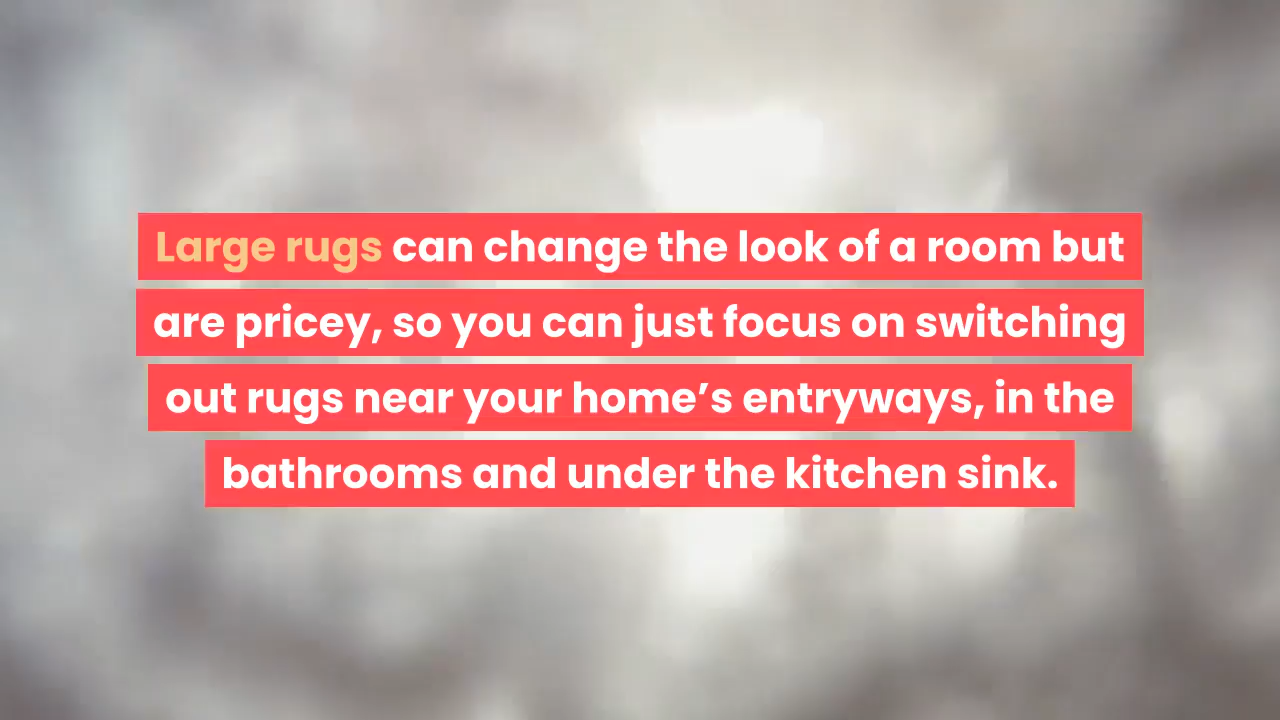 Large rugs can change the look of a room but
are pricey, so you can just focus on switching
out rugs near your home’s entryways, in the
bathrooms and under the kitchen sink.